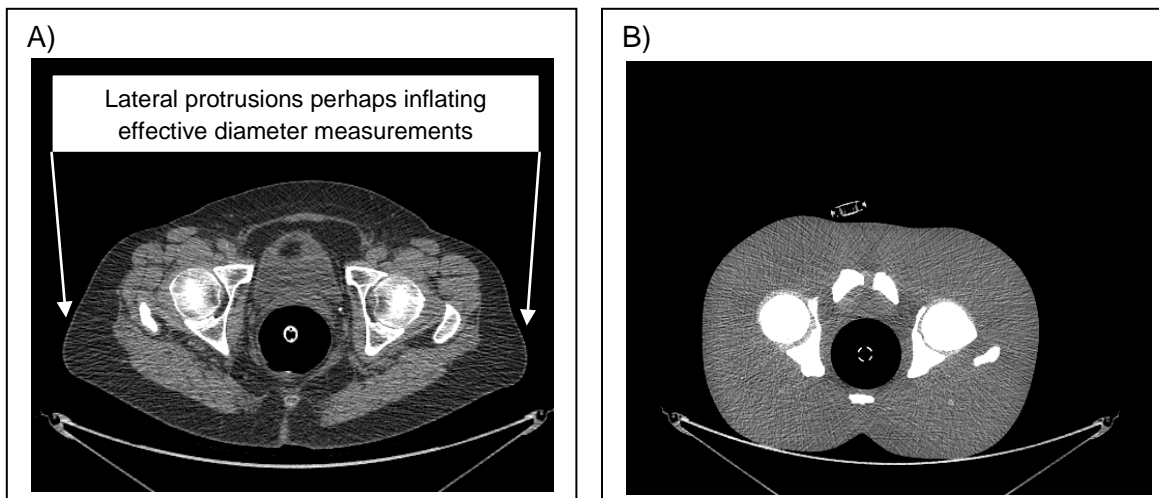 A)
Lateral protrusions perhaps inflating
effective diameter measurements
B)